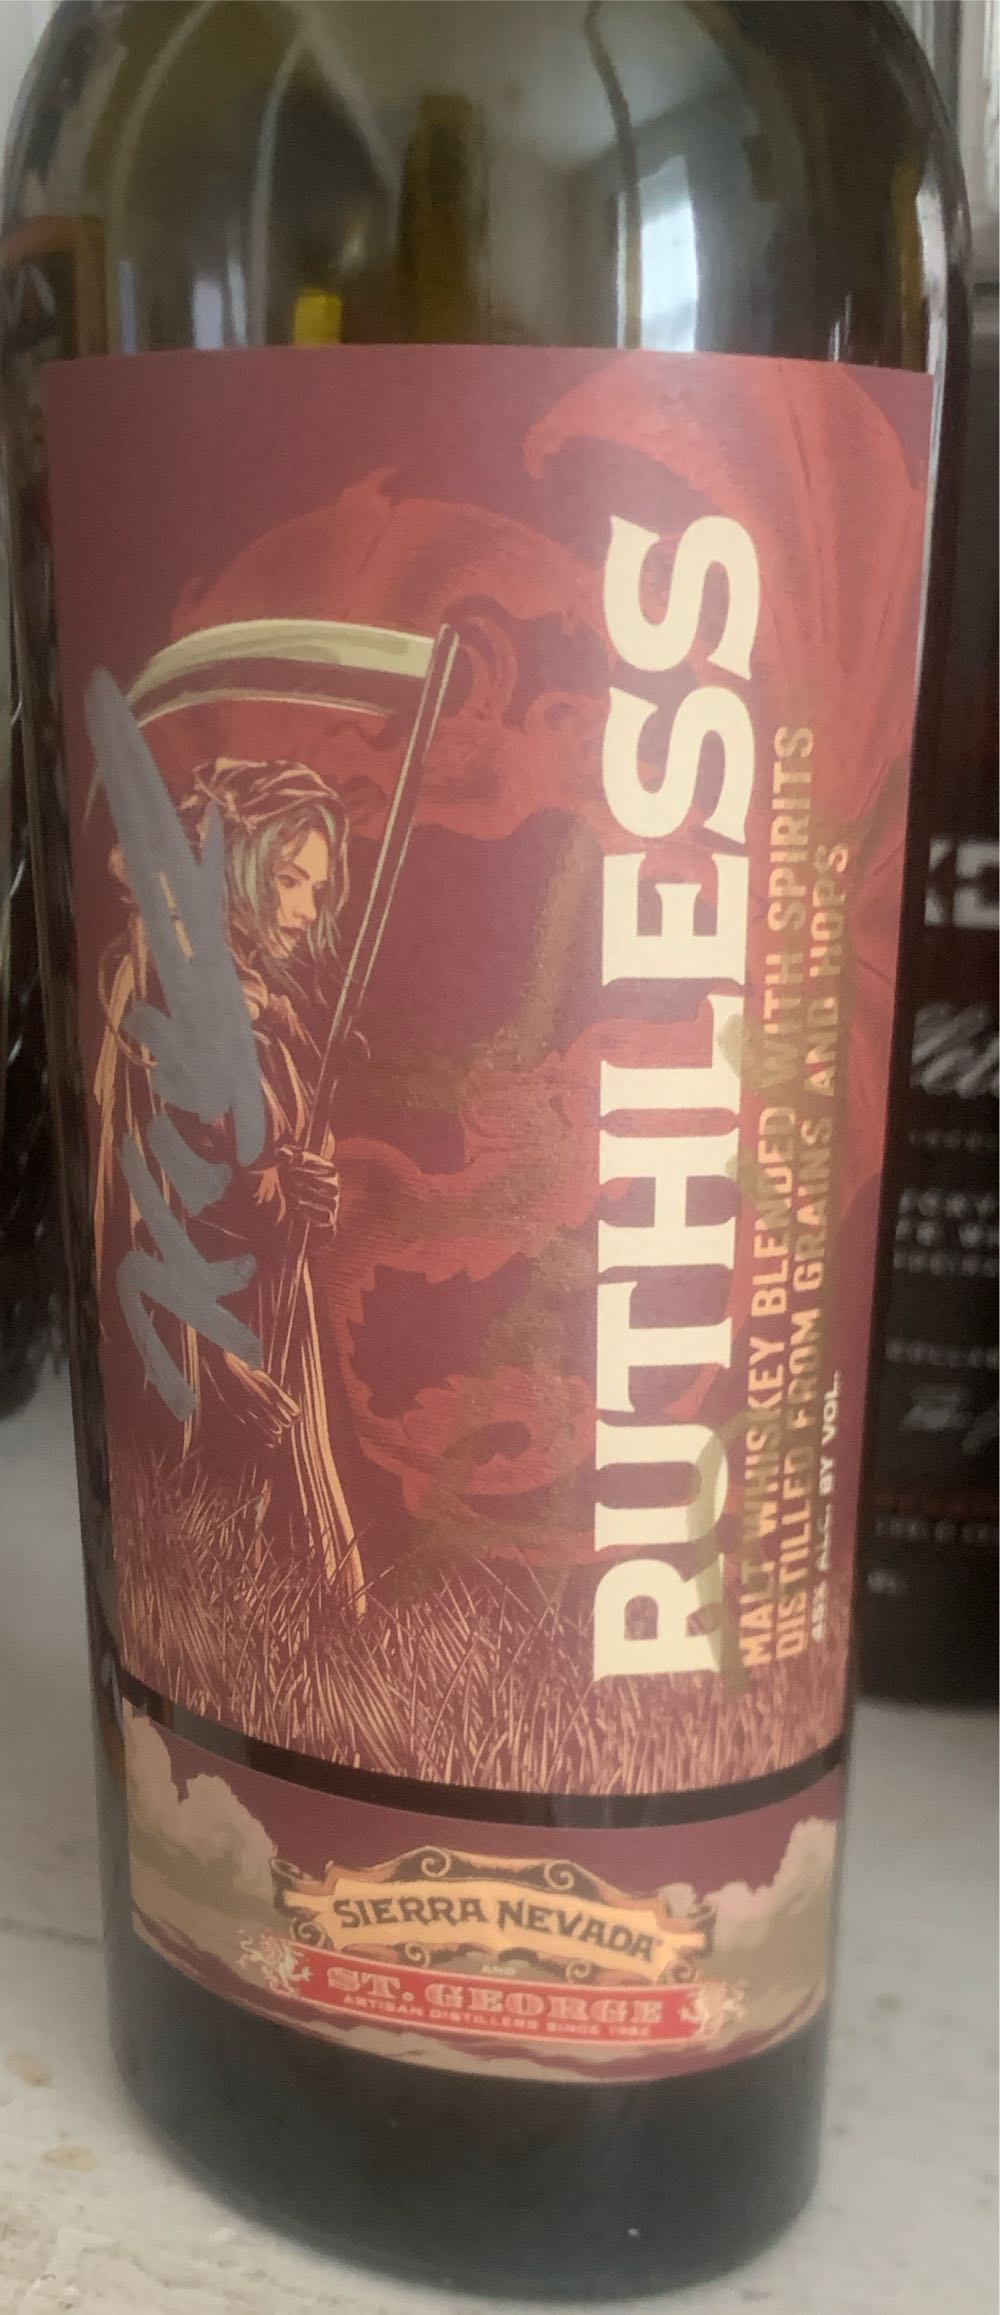 RUTHLESS
MALT WHISKEY BLENDED WITH SPIRITS
DISTILLED FROM GRAINS AND HOPS
45% ALC. BY VOL.
SIERRA NEVADA®
AND
ST. GEORGE
ARTISAN DISTILLERS SINCE 1982